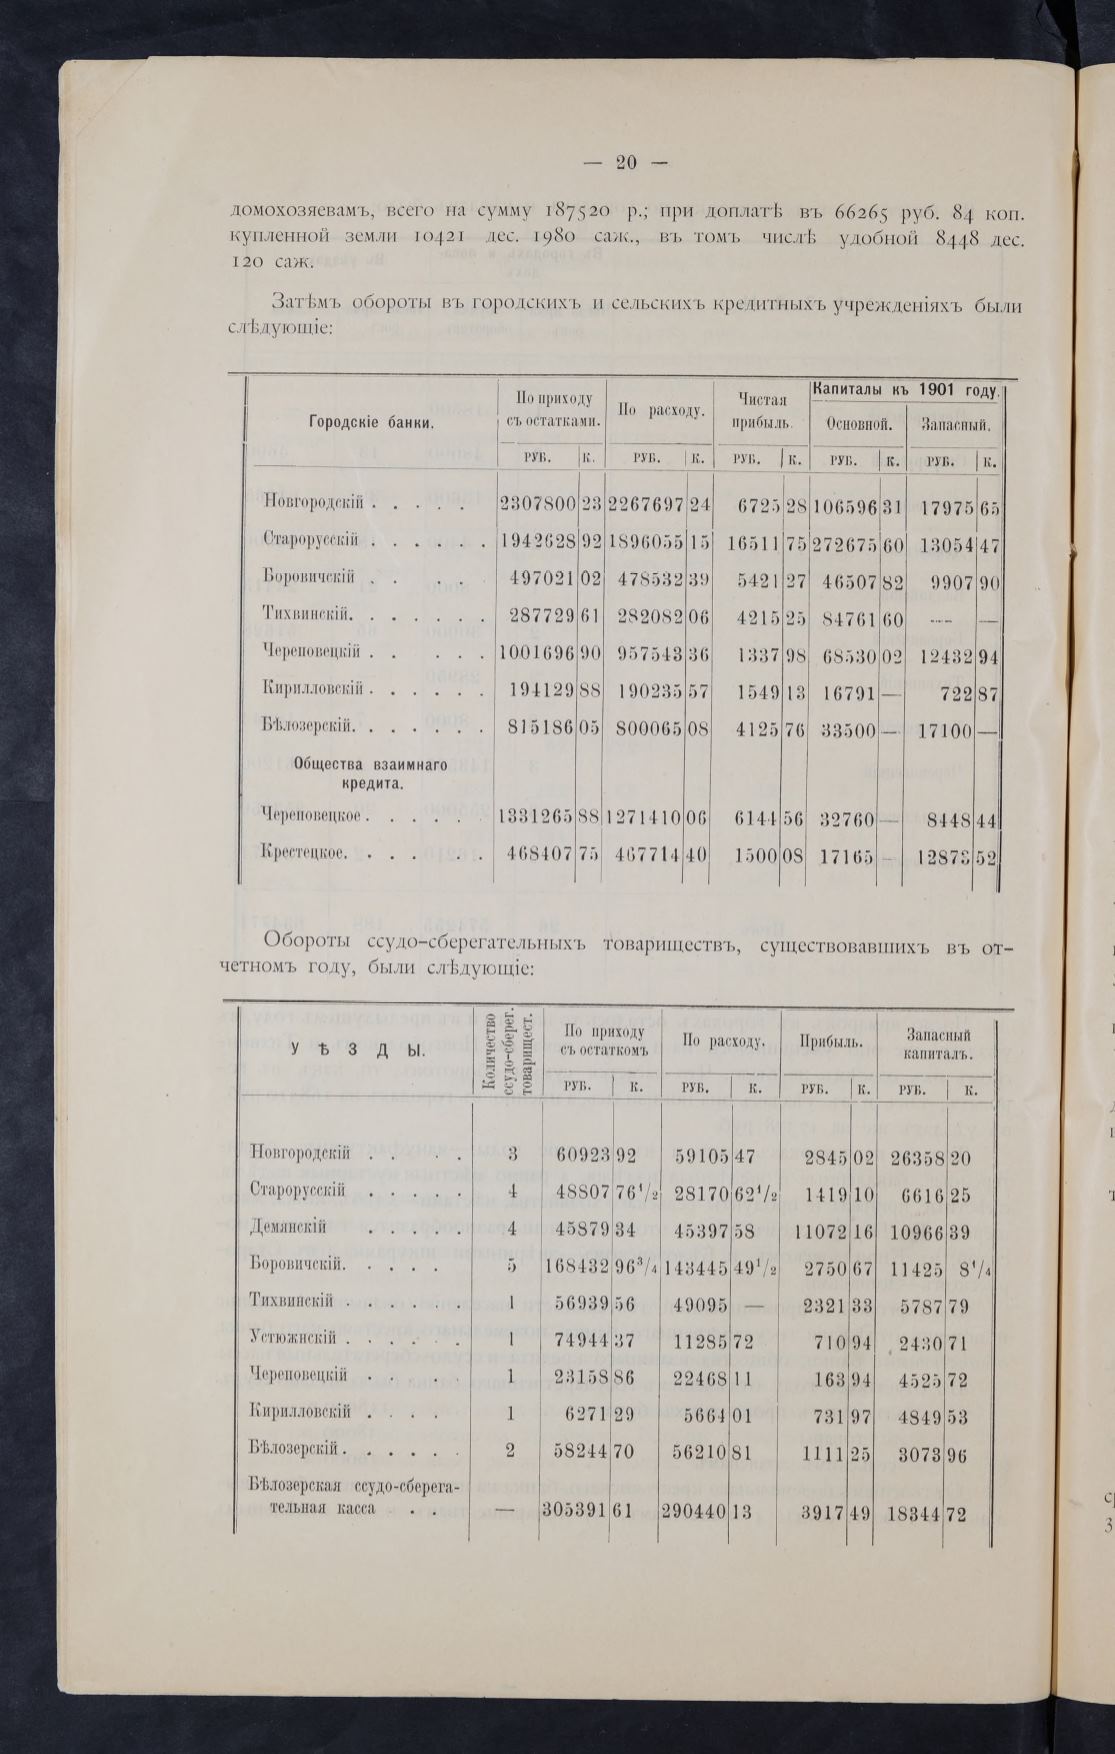 — 20 —
домохозяевамъ, всего на сумму 187520 р.; при доплатѣ въ 66265 руб. 84 коп.
купленной земли 10421 дес. 1980 саж., въ томъ числѣ удобной 8448 дес.
120 саж.
Затѣмъ обороты въ городскихъ и сельскихъ кредитныхъ учрежденіяхъ были
слѣдующіе:
Городскіе банки. По приходу съ остатками. По расходу. Чистая прибыль. Капиталы къ 1901 году.
Основной. Запасный.
РУБ. К. РУБ. К. РУБ. К. РУБ. К. РУБ. К.
Новгородскій . . . . . 2307800 23 2267697 24 6725 28 106596 31 17975 65
Старорусскій . . . . . . 1942628 92 1896055 15 16511 75 272675 60 13054 47
Боровичскій . . . . 497021 02 478532 39 5421 27 46507 82 9907 90
Тихвинскій. . . . . . . 287729 61 282082 06 4215 25 84761 60 — —
Череповецкій . . . . . 1001696 90 957543 36 1337 98 68530 02 12432 94
Кирилловскій . . . . . . 194129 88 190235 57 1549 13 16791 — 722 87
Бѣлозерскій. . . . . . . 815186 05 800065 08 4125 76 33500 — 17100 —
Общества взаимнаго
кредита.
Череповецкое . . . . . . 1331265 88 1271410 06 6144 56 32760 — 8448 44
Крестецкое. . . . . . 468407 75 467714 40 1500 08 17165 — 12873 52
Обороты ссудо-сберегательныхъ товариществъ, существовавшихъ въ от-
четномъ году, были слѣдующіе:
УѢЗДЫ. Количество ссудо-сберег. товарищест. По приходу съ остаткомъ По расходу. Прибыль. Запасный капиталъ.
РУБ. К. РУБ. К. РУБ. К. РУБ. К.
Новгородскій . . . . . 3 60923 92 59105 47 2845 02 26358 20
Старорусскій . . . . . 4 48807 76¹/₂ 28170 62¹/₂ 1419 10 6616 25
Демянскій . . . . . 4 45879 34 45397 58 11072 16 10966 39
Боровичскій. . . . . 5 168432 96³/₄ 143445 49¹/₂ 2750 67 11425 8¹/₄
Тихвинскій . . . . . 1 56939 56 49095 — 2321 33 5787 79
Устюжнскій . . . . . 1 74944 37 11285 72 710 94 2430 71
Череповецкій . . . . 1 23158 86 22468 11 163 94 4525 72
Кирилловскій . . . . 1 6271 29 5664 01 731 97 4849 53
Бѣлозерскій . . . . . . 2 58244 70 56210 81 1111 25 3073 96
Бѣлозерская ссудо-сберега-
тельная касса . . — 305391 61 290440 13 3917 49 18344 72